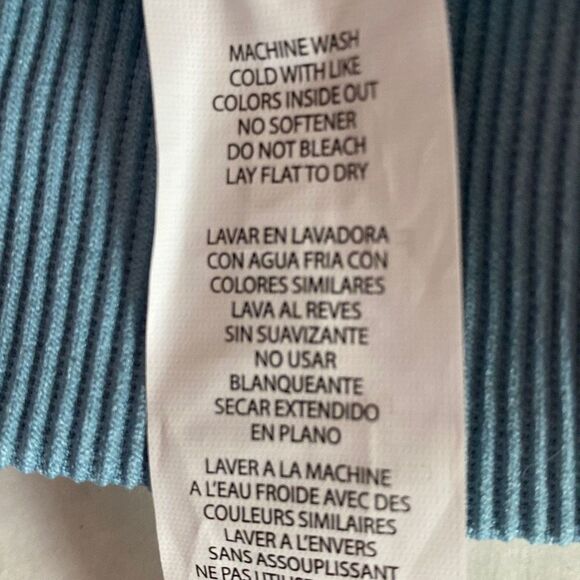 MACHINE WASH
COLD WITH LIKE
COLORS INSIDE OUT
NO SOFTENER
DO NOT BLEACH
LAY FLAT TO DRY
LAVAR EN LAVADORA
CON AGUA FRIA CON
COLORES SIMILARES
LAVA AL REVES
SIN SUAVIZANTE
NO USAR
BLANQUEANTE
SECAR EXTENDIDO
EN PLANO
LAVER A LA MACHINE
A L'EAU FROIDE AVEC DES
COULEURS SIMILAIRES
LAVER A L'ENVERS
SANS ASSOUPLISSANT
NE PAS